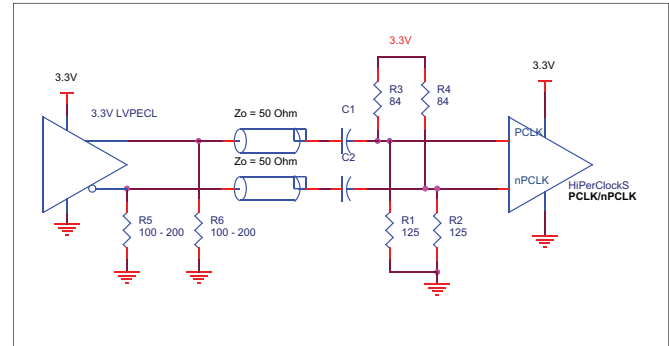 3.3V
3.3V LVPECL
R5
100 - 200
R6
100 - 200
Zo = 50 Ohm
Zo = 50 Ohm
C1
C2
3.3V
R3
84
R4
84
R1
125
R2
125
3.3V
PCLK
nPCLK
HiPerClockS
PCLK/nPCLK